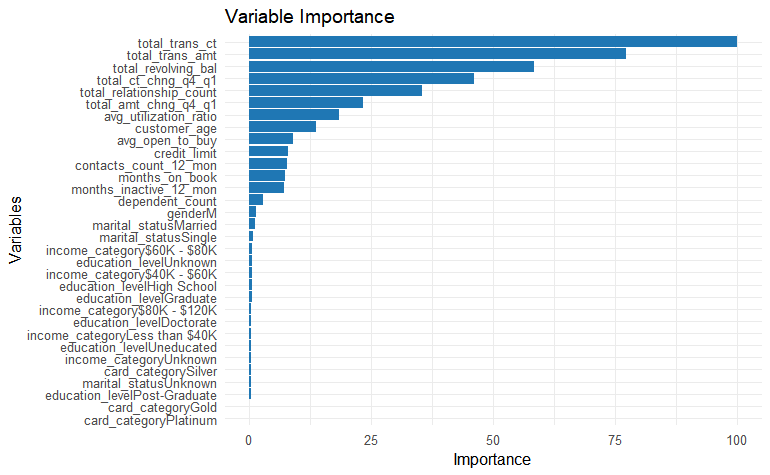 Variable Importance
total_trans_ct
total_trans_amt
total_revolving_bal
total_ct_chng_q4_q1
total_relationship_count
total_amt_chng_q4_q1
avg_utilization_ratio
customer_age
avg_open_to_buy
credit_limit
contacts_count_12_mon
months_on_book
months_inactive_12_mon
dependent_count
genderM
marital_statusMarried
marital_statusSingle
income_category$60K - $80K
education_levelUnknown
income_category$40K - $60K
education_levelHigh School
education_levelGraduate
income_category$80K - $120K
education_levelDoctorate
income_categoryLess than $40K
education_levelUneducated
income_categoryUnknown
card_categorySilver
marital_statusUnknown
education_levelPost-Graduate
card_categoryGold
card_categoryPlatinum
Variables
0 25 50 75 100
Importance